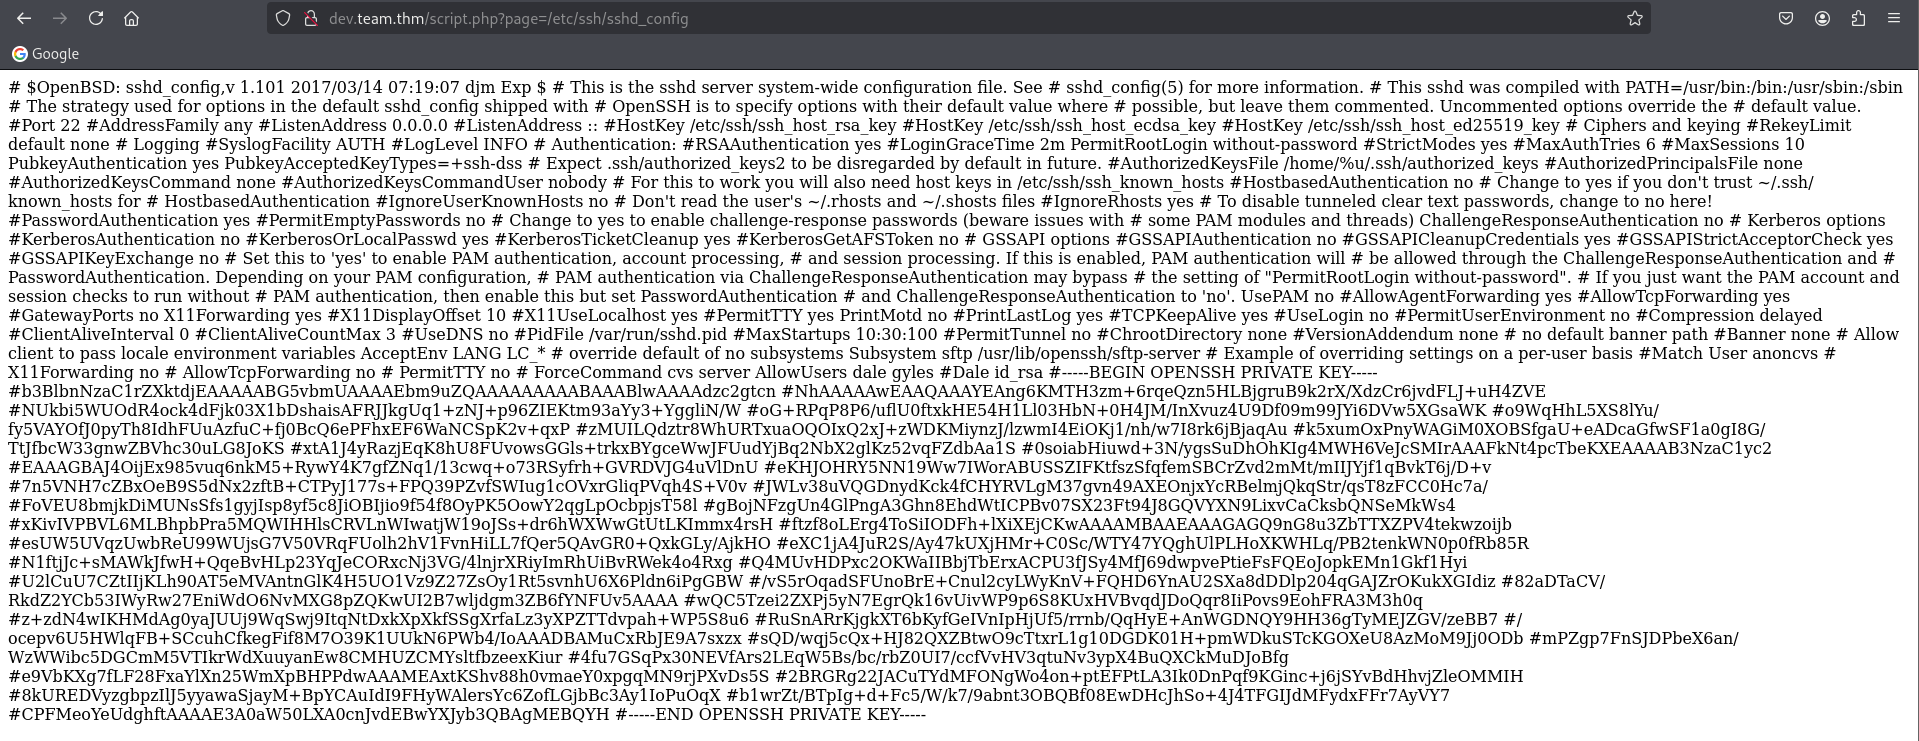 dev.team.thm/script.php?page=/etc/ssh/sshd_config
Google
# $OpenBSD: sshd_config,v 1.101 2017/03/14 07:19:07 djm Exp $ # This is the sshd server system-wide configuration file. See # sshd_config(5) for more information. # This sshd was compiled with PATH=/usr/bin:/bin:/usr/sbin:/sbin
# The strategy used for options in the default sshd_config shipped with # OpenSSH is to specify options with their default value where # possible, but leave them commented. Uncommented options override the # default value.
#Port 22 #AddressFamily any #ListenAddress 0.0.0.0 #ListenAddress :: #HostKey /etc/ssh/ssh_host_rsa_key #HostKey /etc/ssh/ssh_host_ecdsa_key #HostKey /etc/ssh/ssh_host_ed25519_key # Ciphers and keying #RekeyLimit
default none # Logging #SyslogFacility AUTH #LogLevel INFO # Authentication: #RSAAuthentication yes #LoginGraceTime 2m PermitRootLogin without-password #StrictModes yes #MaxAuthTries 6 #MaxSessions 10
PubkeyAuthentication yes PubkeyAcceptedKeyTypes=+ssh-dss # Expect .ssh/authorized_keys2 to be disregarded by default in future. #AuthorizedKeysFile /home/%u/.ssh/authorized_keys #AuthorizedPrincipalsFile none
#AuthorizedKeysCommand none #AuthorizedKeysCommandUser nobody # For this to work you will also need host keys in /etc/ssh/ssh_known_hosts #HostbasedAuthentication no # Change to yes if you don't trust ~/.ssh/
known_hosts for # HostbasedAuthentication #IgnoreUserKnownHosts no # Don't read the user's ~/.rhosts and ~/.shosts files #IgnoreRhosts yes # To disable tunneled clear text passwords, change to no here!
#PasswordAuthentication yes #PermitEmptyPasswords no # Change to yes to enable challenge-response passwords (beware issues with # some PAM modules and threads) ChallengeResponseAuthentication no # Kerberos options
#KerberosAuthentication no #KerberosOrLocalPasswd yes #KerberosTicketCleanup yes #KerberosGetAFSToken no # GSSAPI options #GSSAPIAuthentication no #GSSAPICleanupCredentials yes #GSSAPIStrictAcceptorCheck yes
#GSSAPIKeyExchange no # Set this to 'yes' to enable PAM authentication, account processing, # and session processing. If this is enabled, PAM authentication will # be allowed through the ChallengeResponseAuthentication and #
PasswordAuthentication. Depending on your PAM configuration, # PAM authentication via ChallengeResponseAuthentication may bypass # the setting of "PermitRootLogin without-password". # If you just want the PAM account and
session checks to run without # PAM authentication, then enable this but set PasswordAuthentication # and ChallengeResponseAuthentication to 'no'. UsePAM no #AllowAgentForwarding yes #AllowTcpForwarding yes
#GatewayPorts no X11Forwarding yes #X11DisplayOffset 10 #X11UseLocalhost yes #PermitTTY yes PrintMotd no #PrintLastLog yes #TCPKeepAlive yes #UseLogin no #PermitUserEnvironment no #Compression delayed
#ClientAliveInterval 0 #ClientAliveCountMax 3 #UseDNS no #PidFile /var/run/sshd.pid #MaxStartups 10:30:100 #PermitTunnel no #ChrootDirectory none #VersionAddendum none # no default banner path #Banner none # Allow
client to pass locale environment variables AcceptEnv LANG LC_* # override default of no subsystems Subsystem sftp /usr/lib/openssh/sftp-server # Example of overriding settings on a per-user basis #Match User anoncvs #
X11Forwarding no # AllowTcpForwarding no # PermitTTY no # ForceCommand cvs server AllowUsers dale gyles #Dale id_rsa #-----BEGIN OPENSSH PRIVATE KEY-----
#b3BlbnNzaC1rZXktdjEAAAAABG5vbmUAAAAEbm9uZQAAAAAAAAABAAABlwAAAAdzc2gtcn #NhAAAAAwEAAQAAAYEAng6KMTH3zm+6rqeQzn5HLBjgruB9k2rX/XdzCr6jvdFLJ+uH4ZVE
#NUkbi5WUOdR4ock4dFjk03X1bDshaisAFRJJkgUq1+zNJ+p96ZIEKtm93aYy3+YggliN/W #oG+RPqP8P6/uflU0ftxkHE54H1Ll03HbN+0H4JM/InXvuz4U9Df09m99JYi6DVw5XGsaWK #o9WqHhL5XS8lYu/
fy5VAYOfJ0pyTh8IdhFUuAzfuC+fj0BcQ6ePFhxEF6WaNCSpK2v+qxP #zMUILQdztr8WhURTxuaOQOIxQ2xJ+zWDKMiynzJ/lzwmI4EiOKj1/nh/w7I8rk6jBjaqAu #k5xumOxPnyWAGiM0XOBSfgaU+eADcaGfwSF1a0gI8G/
TtJfbcW33gnwZBVhc30uLG8JoKS #xtA1J4yRazjEqK8hU8FUvowsGGls+trkxBYgceWwJFUudYjBq2NbX2glKz52vqFZdbAa1S #0soiabHiuwd+3N/ygsSuDhOhKIg4MWH6VeJcSMIrAAAFkNt4pcTbeKXEAAAAB3NzaC1yc2
#EAAAGBAJ4OijEx985vuq6nkM5+RywY4K7gfZNq1/13cwq+o73RSyfrh+GVRDVJG4uVlDnU #eKHJOHRY5NN19Ww7IWorABUSSZIFKtfszSfqfemSBCrZvd2mMt/mIIJYjf1qBvkT6j/D+v
#7n5VNH7cZBxOeB9S5dNx2zftB+CTPyJ177s+FPQ39PZvfSWIug1cOVxrGliqPVqh4S+V0v #JWLv38uVQGDnydKck4fCHYRVLgM37gvn49AXEOnjxYcRBelmjQkqStr/qsT8zFCC0Hc7a/
#FoVEU8bmjkDiMUNsSfs1gyjIsp8yf5c8JiOBIjio9f54f8OyPK5OowY2qgLpOcbpjsT58l #gBojNFzgUn4GlPngA3Ghn8EhdWtICPBv07SX23Ft94J8GQVYXN9LixvCaCksbQNSeMkWs4
#xKivIVPBVL6MLBhpbPra5MQWIHHlsCRVLnWIwatjW19oJSs+dr6hWXWwGtUtLKImmx4rsH #ftzf8oLErg4ToSiIODFh+lXiXEjCKwAAAAMBAAEAAAGAGQ9nG8u3ZbTTXZPV4tekwzoijb
#esUW5UVqzUwbReU99WUjsG7V50VRqFUolh2hV1FvnHiLL7fQer5QAvGR0+QxkGLy/AjkHO #eXC1jA4JuR2S/Ay47kUXjHMr+C0Sc/WTY47YQghUlPLHoXKWHLq/PB2tenkWN0p0fRb85R
#N1ftjJc+sMAWkJfwH+QqeBvHLp23YqJeCORxcNj3VG/4lnjrXRiyImRhUiBvRWek4o4Rxg #Q4MUvHDPxc2OKWaIIBbjTbErxACPU3fJSy4MfJ69dwpvePtieFsFQEoJopkEMn1Gkf1Hyi
#U2lCuU7CZtIIjKLh90AT5eMVAntnGlK4H5UO1Vz9Z27ZsOy1Rt5svnhU6X6Pldn6iPgGBW #/vS5rOqadSFUnoBrE+Cnul2cyLWyKnV+FQHD6YnAU2SXa8dDDlp204qGAJZrOKukXGIdiz #82aDTaCV/
RkdZ2YCb53IWyRw27EniWdO6NvMXG8pZQKwUI2B7wljdgm3ZB6fYNFUv5AAAA #wQC5Tzei2ZXPj5yN7EgrQk16vUivWP9p6S8KUxHVBvqdJDoQqr8IiPovs9EohFRA3M3h0q
#z+zdN4wIKHMdAg0yaJUUj9WqSwj9ItqNtDxkXpXkfSSgXrfaLz3yXPZTTdvpah+WP5S8u6 #RuSnARrKjgkXT6bKyfGeIVnIpHjUf5/rrnb/QqHyE+AnWGDNQY9HH36gTyMEJZGV/zeBB7 #/
ocepv6U5HWlqFB+SCcuhCfkegFif8M7O39K1UUkN6PWb4/IoAAADBAMuCxRbJE9A7sxzx #sQD/wqj5cQx+HJ82QXZBtwO9cTtxrL1g10DGDK01H+pmWDkuSTcKGOXeU8AzMoM9Jj0ODb #mPZgp7FnSJDPbeX6an/
WzWWibc5DGCmM5VTIkrWdXuuyanEw8CMHUZCMYsltfbzeexKiur #4fu7GSqPx30NEVfArs2LEqW5Bs/bc/rbZ0UI7/ccfVvHV3qtuNv3ypX4BuQXCkMuDJoBfg
#e9VbKXg7fLF28FxaYlXn25WmXpBHPPdwAAAMEAxtKShv88h0vmaeY0xpgqMN9rjPXvDs5S #2BRGRg22JACuTYdMFONgWo4on+ptEFPtLA3Ik0DnPqf9KGinc+j6jSYvBdHhvjZleOMMIH
#8kUREDVyzgbpzIlJ5yyawaSjayM+BpYCAuIdI9FHyWAlersYc6ZofLGjbBc3Ay1IoPuOqX #b1wrZt/BTpIg+d+Fc5/W/k7/9abnt3OBQBf08EwDHcJhSo+4J4TFGIJdMFydxFFr7AyVY7
#CPFMeoYeUdghftAAAAE3A0aW50LXA0cnJvdEBwYXJyb3QBAgMEBQYH #-----END OPENSSH PRIVATE KEY-----